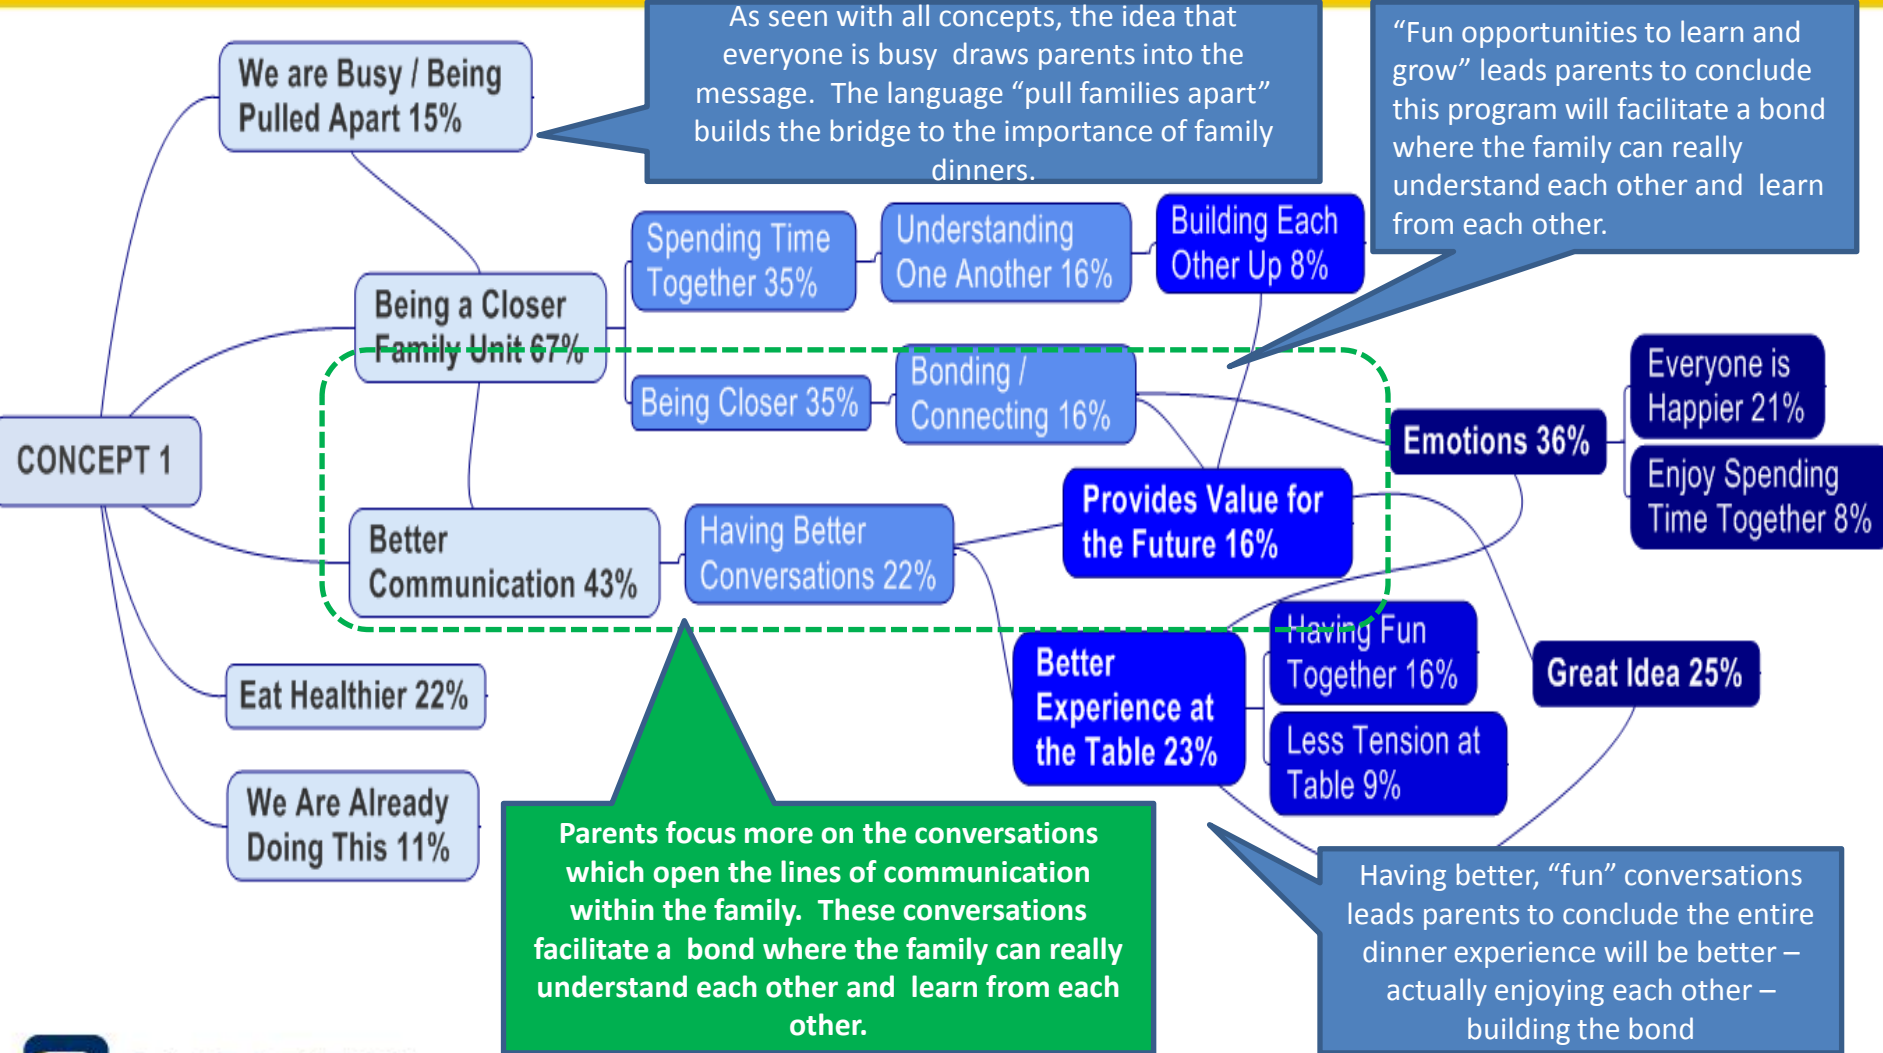 As seen with all concepts, the idea that
everyone is busy  draws parents into the
message.  The language “pull families apart”
builds the bridge to the importance of family
dinners.
“Fun opportunities to learn and
grow” leads parents to conclude
this program will facilitate a bond
where the family can really
understand each other and  learn
from each other.
We are Busy / Being
Pulled Apart 15%
Spending Time
Together 35%
Understanding
One Another 16%
Building Each
Other Up 8%
Being a Closer
Family Unit 67%
Being Closer 35%
Bonding /
Connecting 16%
Everyone is
Happier 21%
Emotions 36%
Enjoy Spending
Time Together 8%
CONCEPT 1
Provides Value for
the Future 16%
Better
Communication 43%
Having Better
Conversations 22%
Having Fun
Together 16%
Better
Experience at
the Table 23%
Great Idea 25%
Less Tension at
Table 9%
Eat Healthier 22%
We Are Already
Doing This 11%
Parents focus more on the conversations
which open the lines of communication
within the family.  These conversations
facilitate a  bond where the family can really
understand each other and  learn from each
other.
Having better, “fun” conversations
leads parents to conclude the entire
dinner experience will be better –
actually enjoying each other –
building the bond